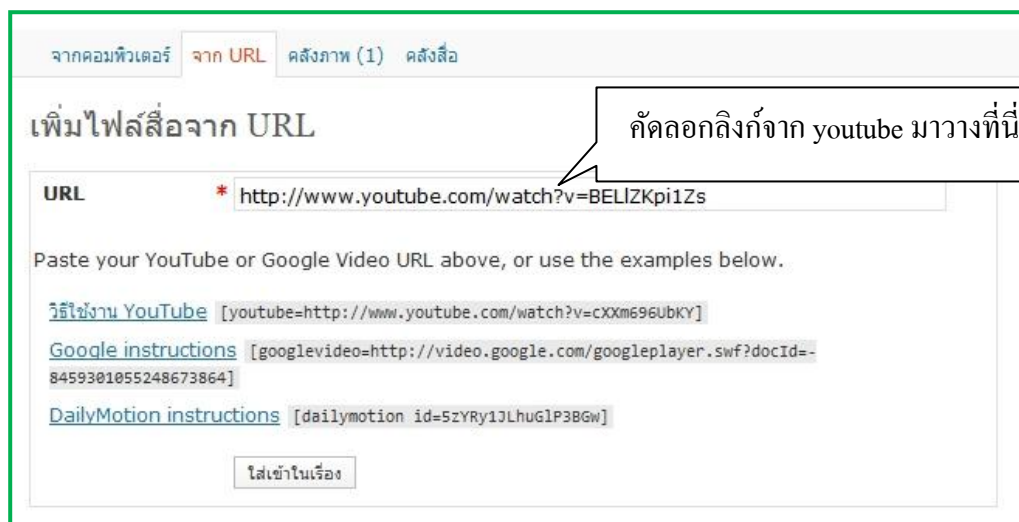 จากคอมพิวเตอร์ จาก URL คลังภาพ (1) คลังสื่อ
เพิ่มไฟล์สื่อจาก URL
คัดลอกลิงก์จาก youtube มาวางที่นี่
URL * http://www.youtube.com/watch?v=BELlZKpi1Zs
Paste your YouTube or Google Video URL above, or use the examples below.
วิธีใช้งาน YouTube [youtube=http://www.youtube.com/watch?v=cXXm696UbKY]
Google instructions [googlevideo=http://video.google.com/googleplayer.swf?docId=-
8459301055248673864]
DailyMotion instructions [dailymotion id=5zYRy1JLhuGlP3BGw]
ใส่เข้าในเรื่อง